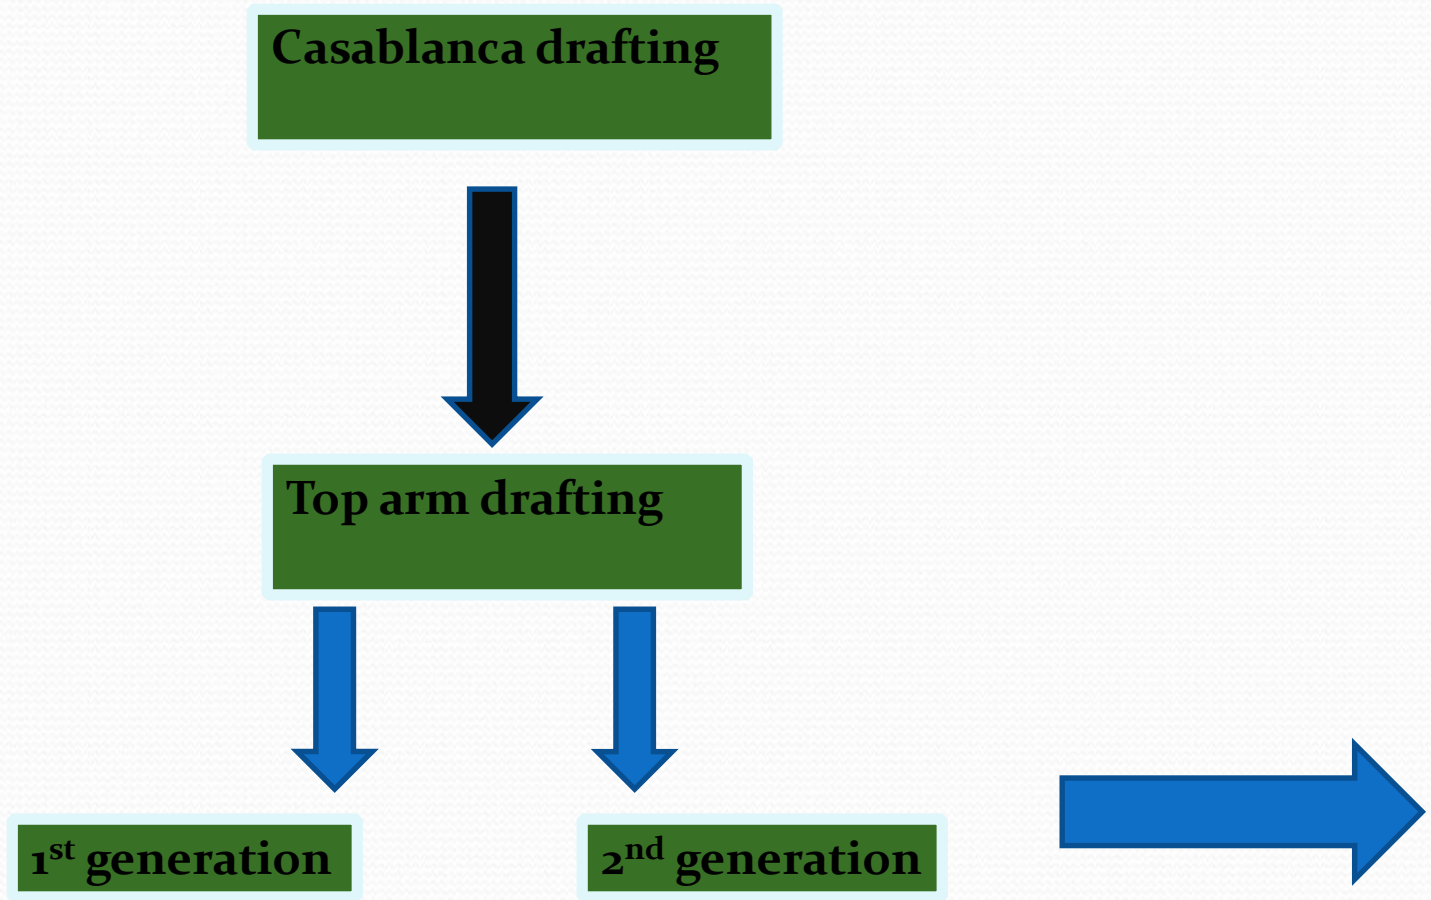 Casablanca drafting
Top arm drafting
1st generation
2nd generation